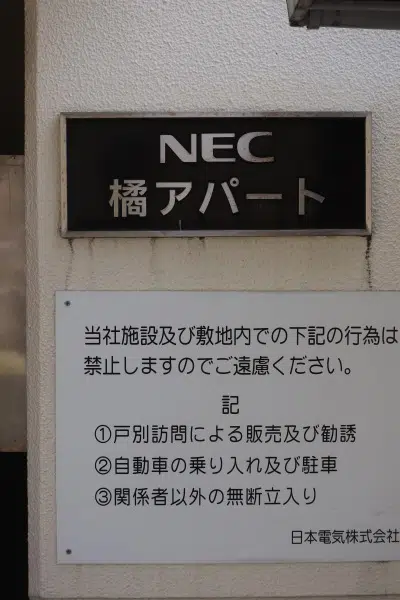 NEC
橘アパート
当社施設及び敷地内での下記の行為は
禁止しますのでご遠慮ください。
記
①戸別訪問による販売及び勧誘
②自動車の乗り入れ及び駐車
③関係者以外の無断立入り
日本電気株式会社